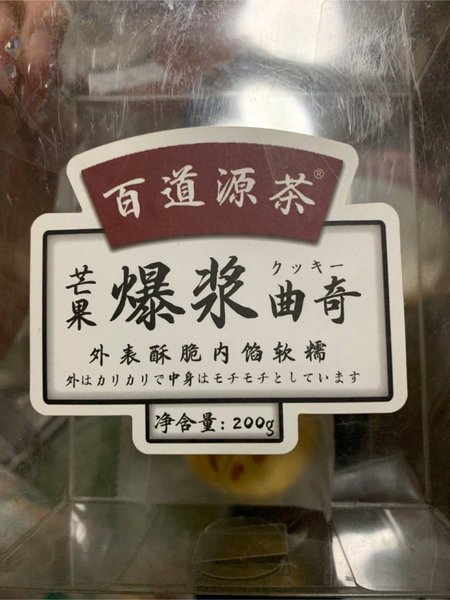 百道源茶®
芒果 爆浆 曲奇
クッキー
外表酥脆内馅软糯
外はカリカリで中身はモチモチとしています
净含量：200g